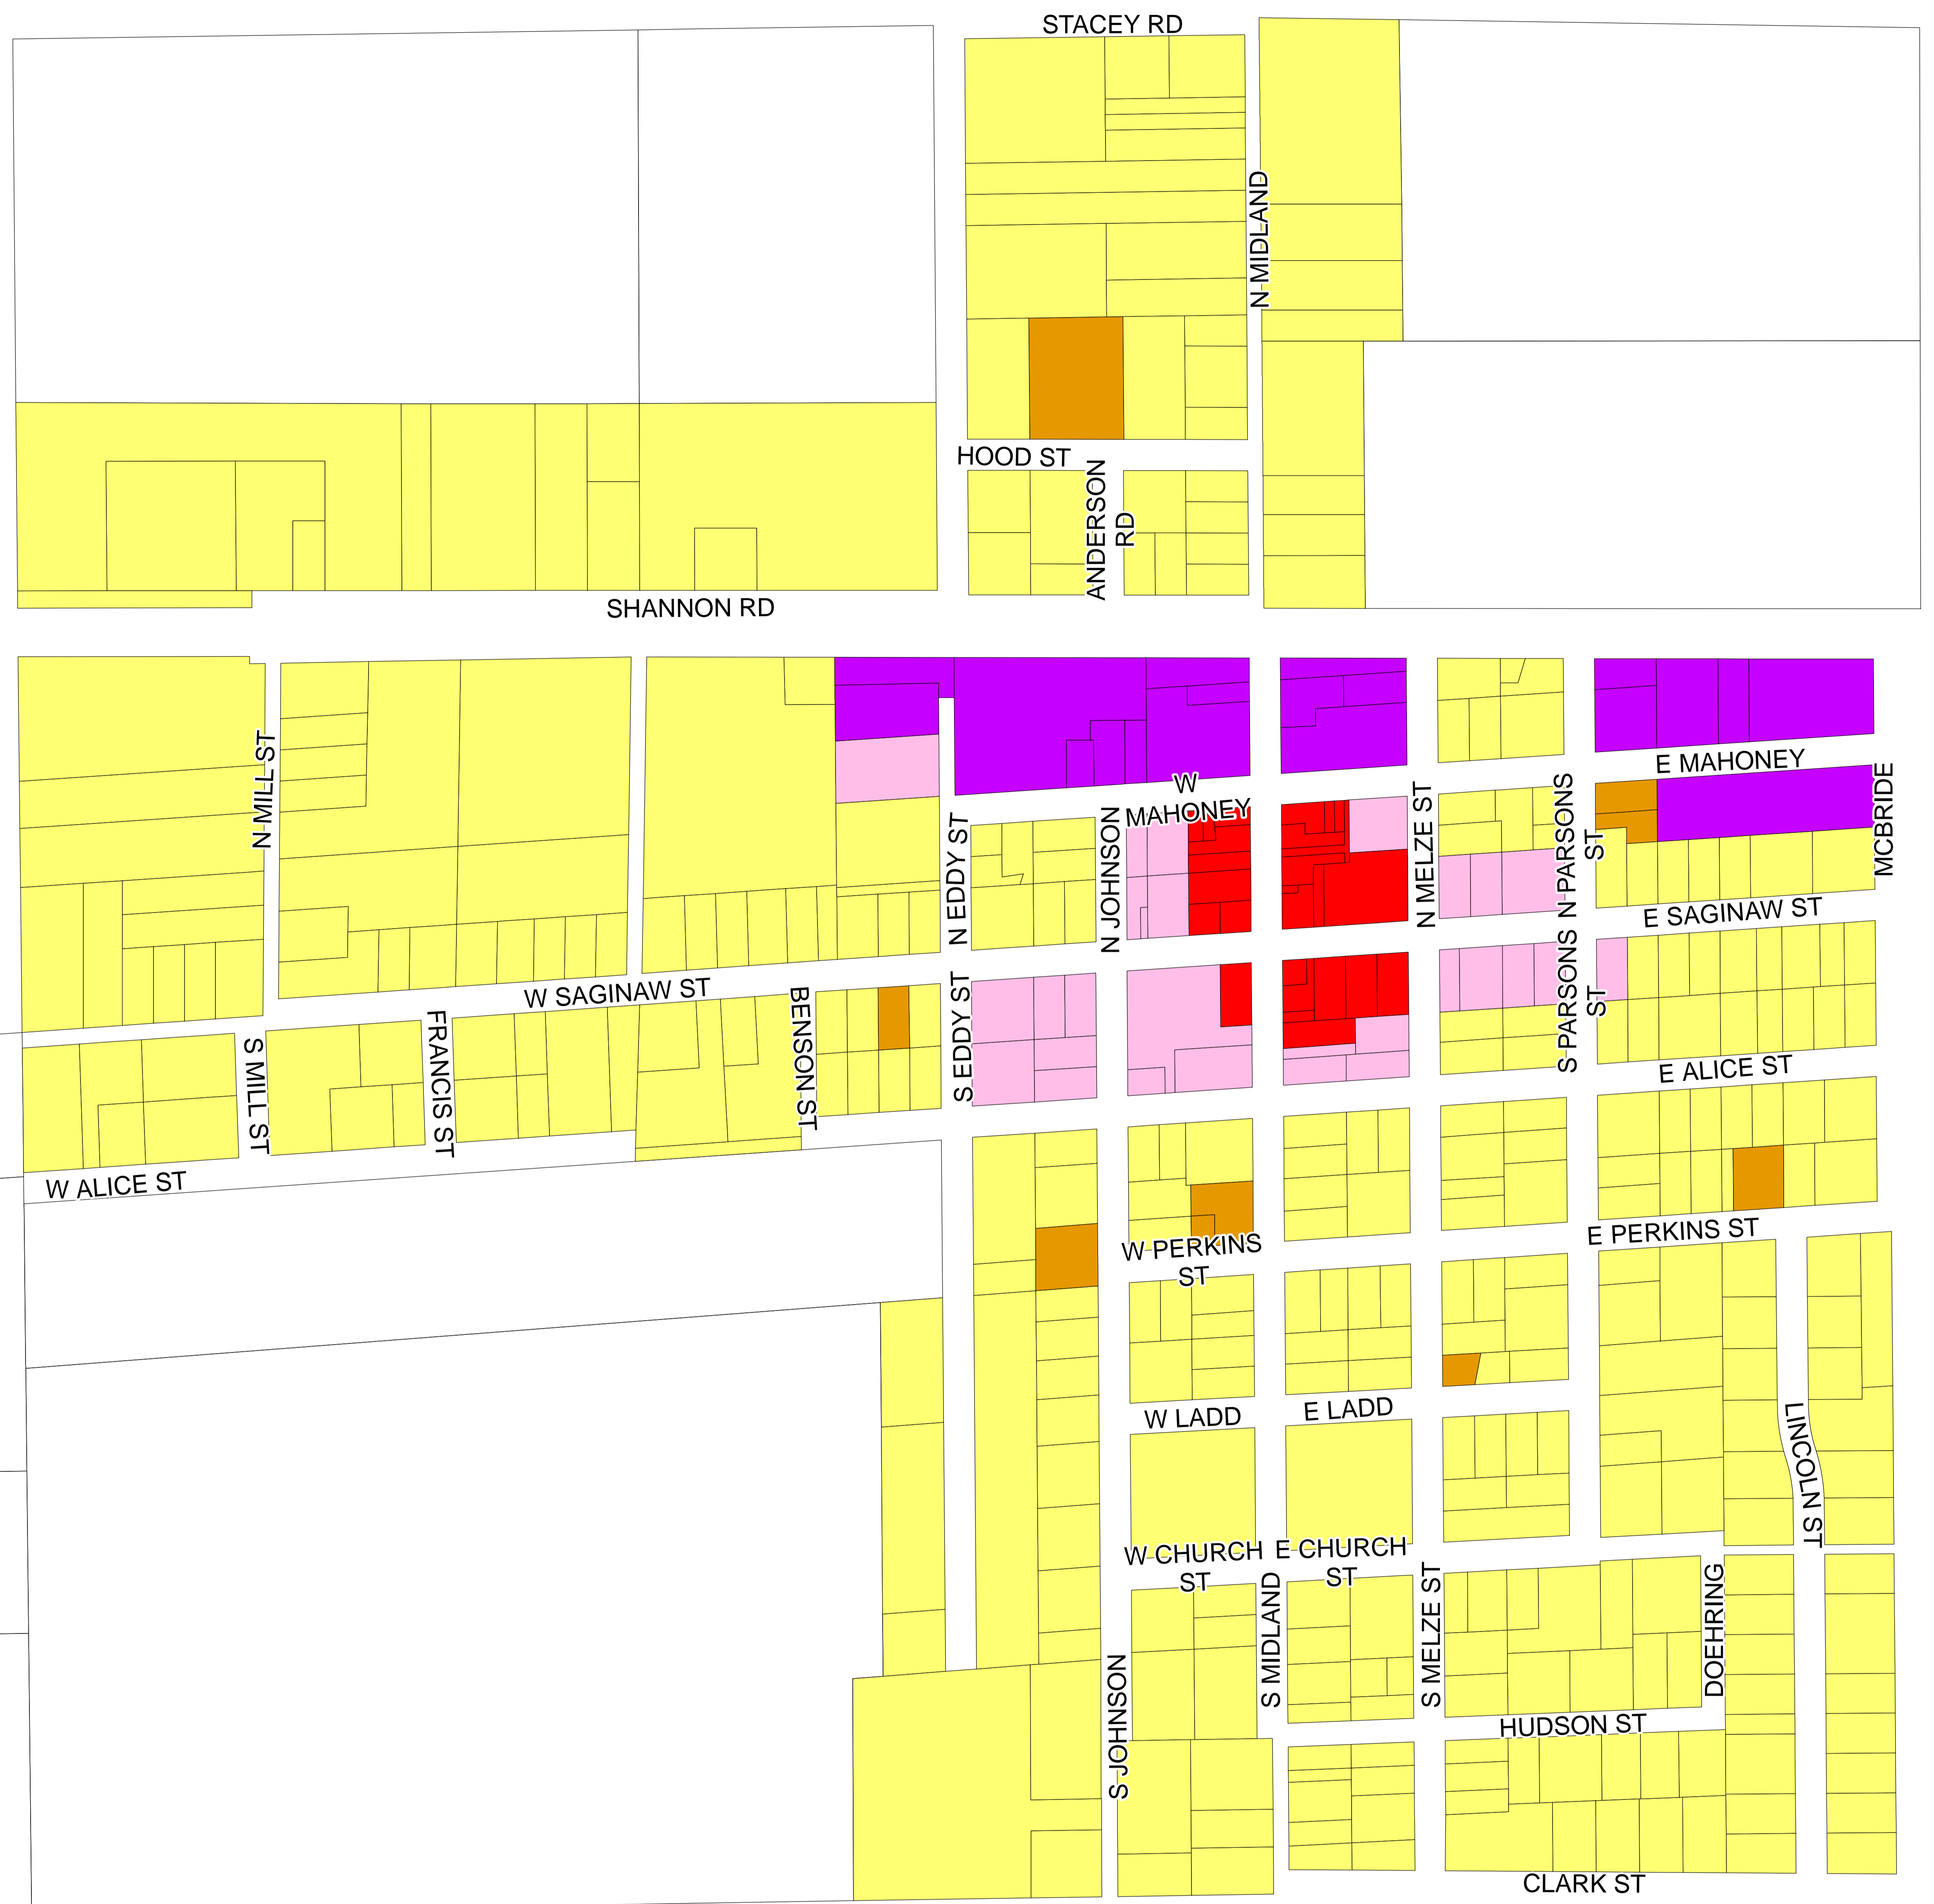 STACEY RD
N MIDLAND
HOOD ST
ANDERSON
RD
SHANNON RD
N MILL ST
W
MAHONEY
E MAHONEY
MCBRIDE
N EDDY ST
N JOHNSON
N MELZE ST
N PARSONS
ST
E SAGINAW ST
W SAGINAW ST
S MILL ST
FRANCIS ST
BENSON ST
S EDDY ST
S PARSONS
ST
E ALICE ST
W ALICE ST
W PERKINS
ST
E PERKINS ST
W LADD
E LADD
LINCOLN ST
W CHURCH
ST
E CHURCH
ST
S JOHNSON
S MIDLAND
S MELZE ST
DOEHRING
HUDSON ST
CLARK ST